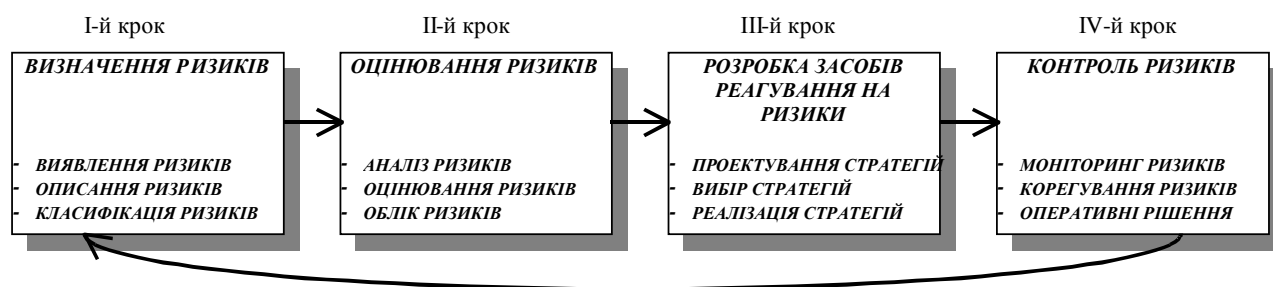 І-й крок
ВИЗНАЧЕННЯ РИЗИКІВ
- ВИЯВЛЕННЯ РИЗИКІВ
- ОПИСАННЯ РИЗИКІВ
- КЛАСИФІКАЦІЯ РИЗИКІВ
ІІ-й крок
ОЦІНЮВАННЯ РИЗИКІВ
- АНАЛІЗ РИЗИКІВ
- ОЦІНЮВАННЯ РИЗИКІВ
- ОБЛІК РИЗИКІВ
ІІІ-й крок
РОЗРОБКА ЗАСОБІВ
РЕАГУВАННЯ НА
РИЗИКИ
- ПРОЕКТУВАННЯ СТРАТЕГІЙ
- ВИБІР СТРАТЕГІЙ
- РЕАЛІЗАЦІЯ СТРАТЕГІЙ
IV-й крок
КОНТРОЛЬ РИЗИКІВ
- МОНІТОРИНГ РИЗИКІВ
- КОРЕГУВАННЯ РИЗИКІВ
- ОПЕРАТИВНІ РІШЕННЯ